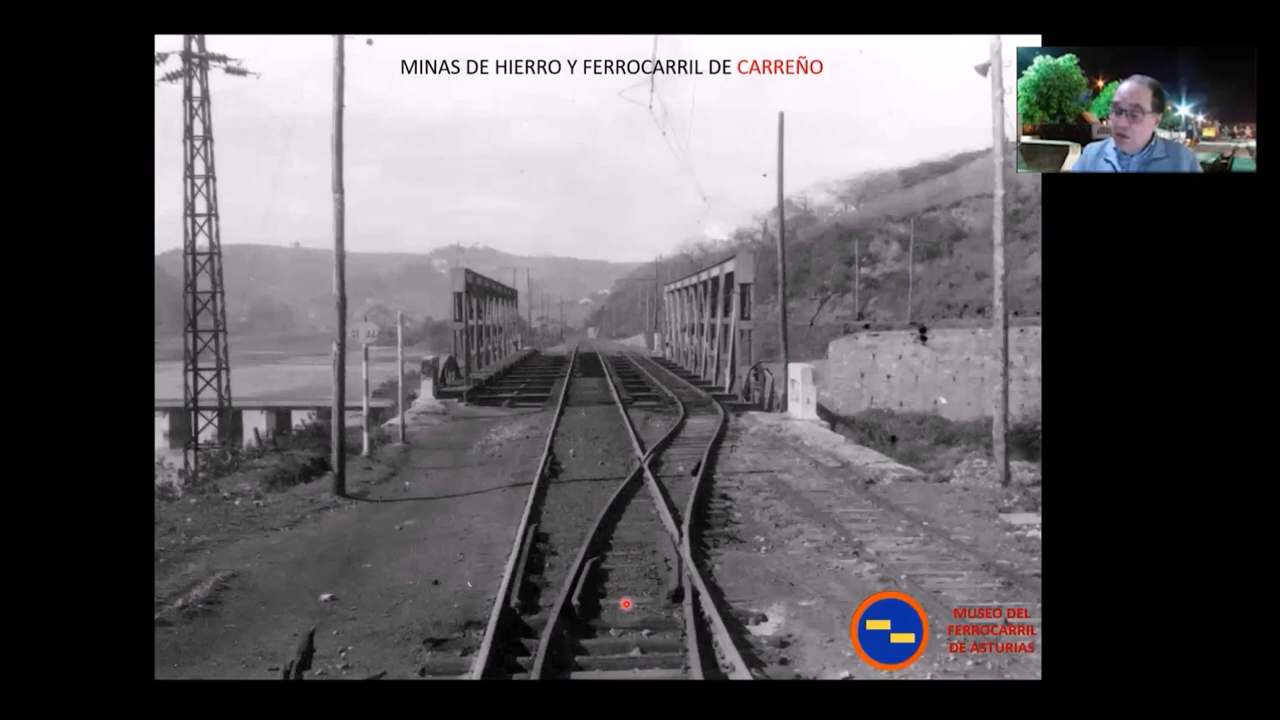 MINAS DE HIERRO Y FERROCARRIL DE CARREÑO
MUSEO DEL
FERROCARRIL
DE ASTURIAS